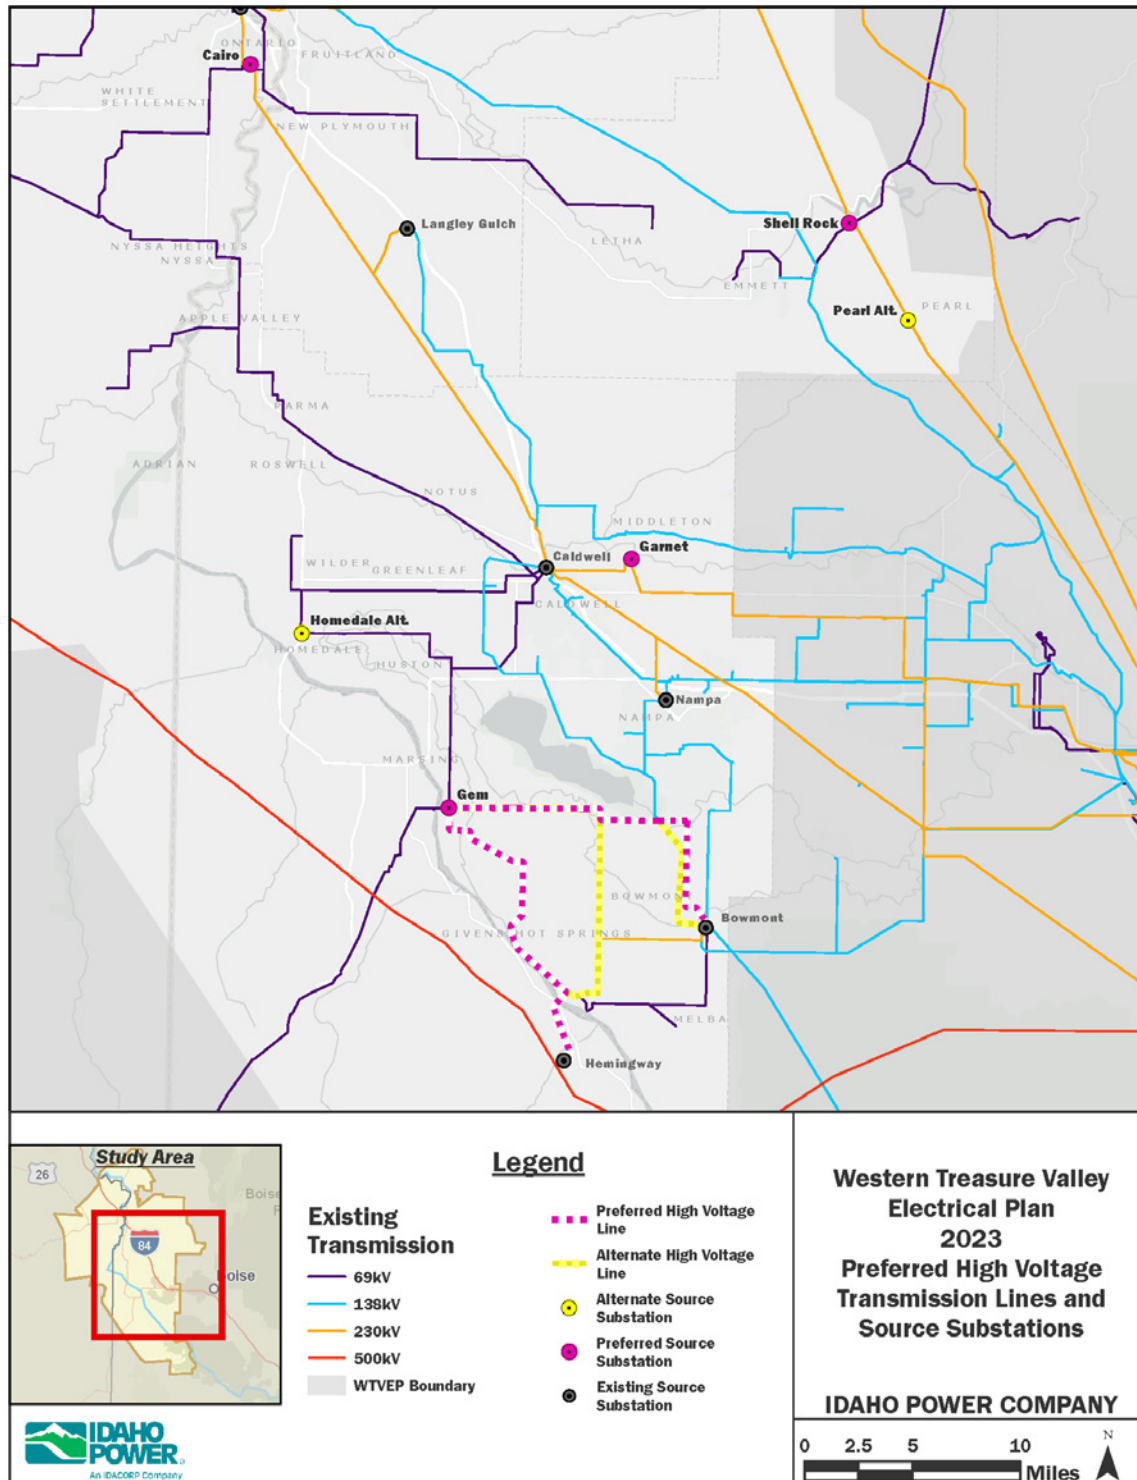 ONTARIO
Cairo
FRUITLAND
WHITE
SETTLEMENT
NEW PLYMOUTH
Langley Gulch
LETHA
Shell Rock
EMMETT
NYSSA HEIGHTS
NYSSA
Pearl Alt.
PEARL
APPLE VALLEY
PARMA
ADRIAN
ROSWELL
NOTUS
MIDDLETON
Garnet
Caldwell
WILDER
GREENLEAF
CALDWELL
Homedale Alt.
HOMEDALE
HUSTON
Nampa
NAMPA
MARSING
Gem
BOWMONT
Bowmont
GIVENS HOT SPRINGS
MELBA
Hemingway
Study Area
26
Boise
84
Boise
Legend
Existing
Transmission
69kV
138kV
230kV
500kV
WTVEP Boundary
Preferred High Voltage
Line
Alternate High Voltage
Line
Alternate Source
Substation
Preferred Source
Substation
Existing Source
Substation
Western Treasure Valley
Electrical Plan
2023
Preferred High Voltage
Transmission Lines and
Source Substations
IDAHO POWER COMPANY
0 2.5 5 10
Miles
N
IDAHO
POWER®
An IDACORP Company